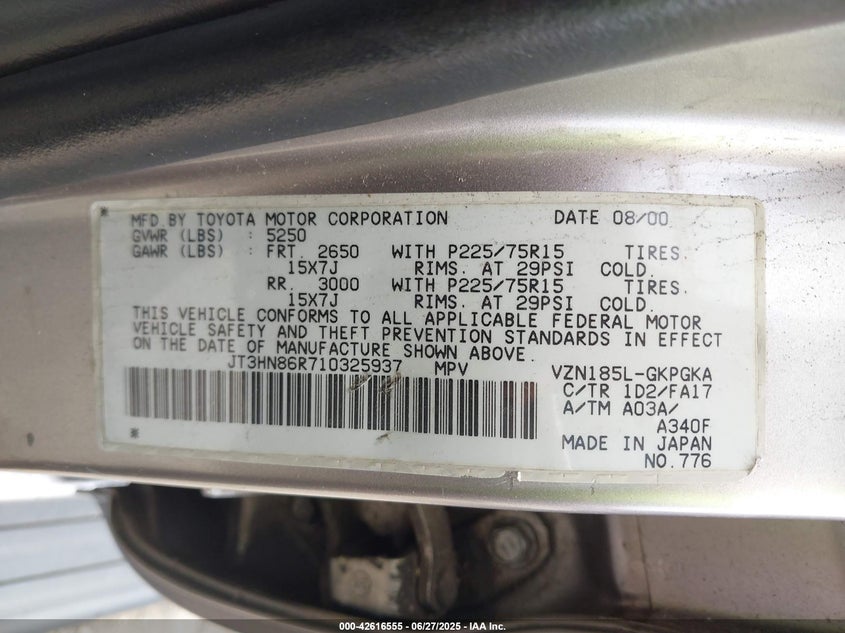 MFD BY TOYOTA MOTOR CORPORATION DATE 08/00
GVWR (LBS) : 5250
GAWR (LBS) : FRT. 2650 WITH P225/75R15 TIRES.
15X7J RIMS. AT 29PSI COLD.
RR. 3000 WITH P225/75R15 TIRES
15X7J RIMS. AT 29PSI COLD.
THIS VEHICLE CONFORMS TO ALL APPLICABLE FEDERAL MOTOR
VEHICLE SAFETY AND THEFT PREVENTION STANDARDS IN EFFECT
ON THE DATE OF MANUFACTURE SHOWN ABOVE.
JT3HN86R710325937 MPV VZN185L-GKPGKA
C/TR 1D2/FA17
A/TM A03A/
A340F
MADE IN JAPAN
NO.776
000-42616555 | 06/27/2025 - IAA Inc.